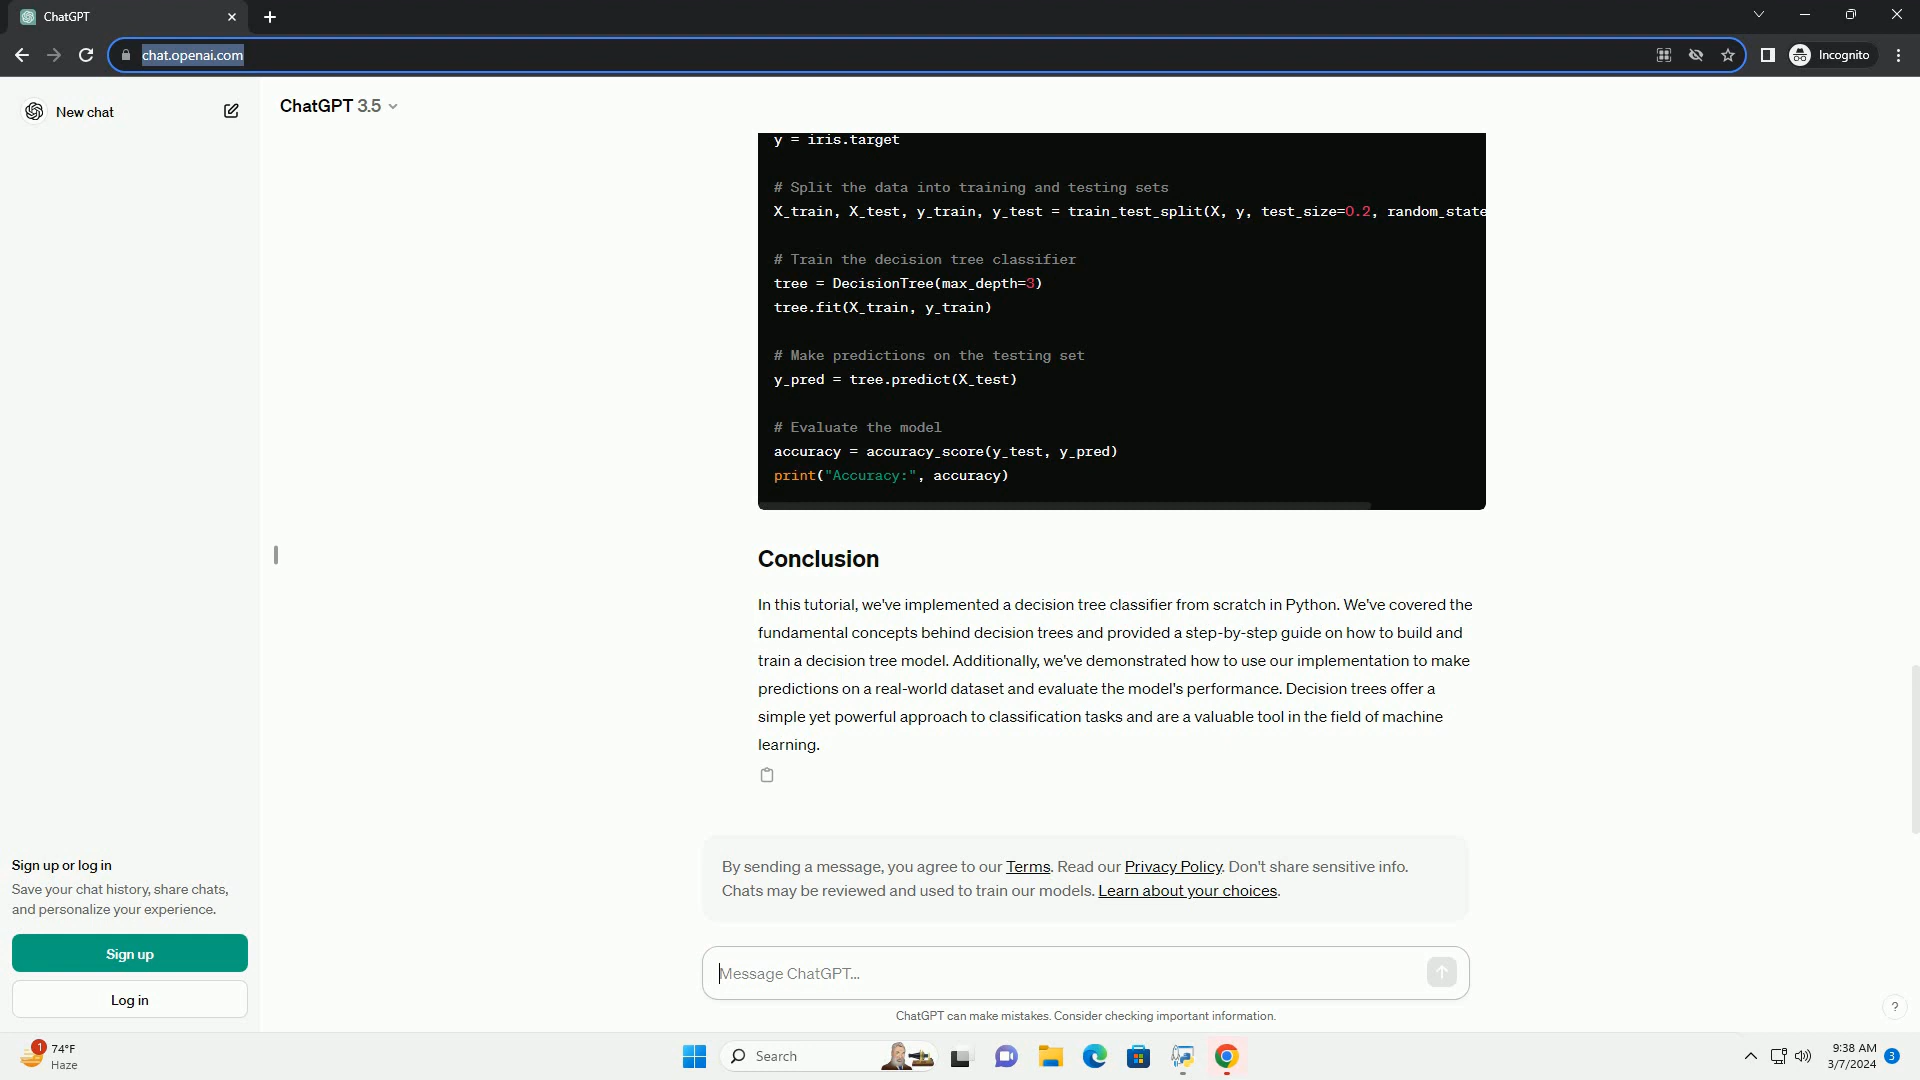 ChatGPT
chat.openai.com
Incognito
New chat
ChatGPT 3.5
y = iris.target
# Split the data into training and testing sets
X_train, X_test, y_train, y_test = train_test_split(X, y, test_size=0.2, random_state
# Train the decision tree classifier
tree = DecisionTree(max_depth=3)
tree.fit(X_train, y_train)
# Make predictions on the testing set
y_pred = tree.predict(X_test)
# Evaluate the model
accuracy = accuracy_score(y_test, y_pred)
print("Accuracy:", accuracy)
Conclusion
In this tutorial, we've implemented a decision tree classifier from scratch in Python. We've covered the
fundamental concepts behind decision trees and provided a step-by-step guide on how to build and
train a decision tree model. Additionally, we've demonstrated how to use our implementation to make
predictions on a real-world dataset and evaluate the model's performance. Decision trees offer a
simple yet powerful approach to classification tasks and are a valuable tool in the field of machine
learning.
By sending a message, you agree to our Terms. Read our Privacy Policy. Don't share sensitive info.
Chats may be reviewed and used to train our models. Learn about your choices.
Message ChatGPT...
ChatGPT can make mistakes. Consider checking important information.
?
Sign up or log in
Save your chat history, share chats,
and personalize your experience.
Sign up
Log in
1
74°F
Haze
Search
9:38 AM
3/7/2024
3